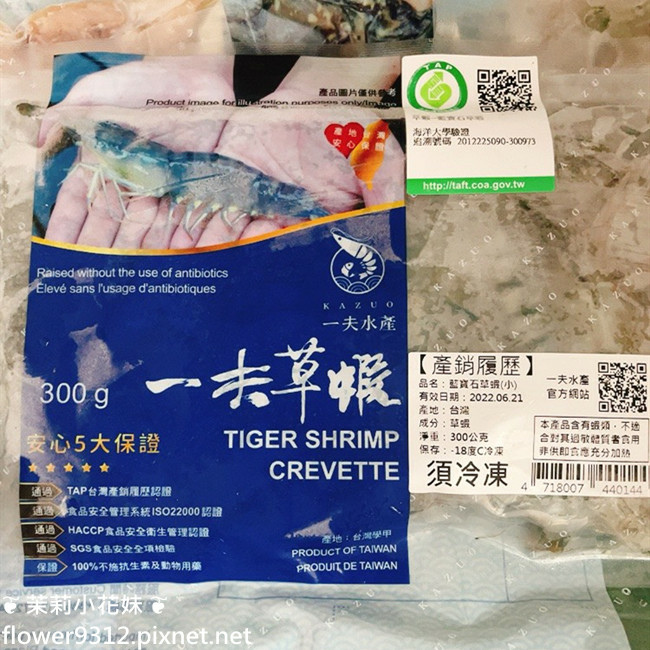 產品圖片僅供參考
Product image for illustration purposes only/Image
產地台灣
安心保證
TAP
草蝦-藍寶石草蝦
海洋大學驗證
追溯號碼 2012225090-300973
http://taft.coa.gov.tw
Raised without the use of antibiotics
Élevé sans l'usage d'antibiotiques
KAZUO
一夫水產
300 g
一夫草蝦
TIGER SHRIMP
CREVETTE
安心5大保證
通過 TAP台灣產銷履歷認證
通過 食品安全管理系統ISO22000認證
通過 HACCP食品安全衛生管理認證
通過 SGS食品安全全項檢驗
保證 100%不施抗生素及動物用藥
產地：台灣學甲
PRODUCT OF TAIWAN
PRODUIT DE TAIWAN
【產銷履歷】
品名：藍寶石草蝦(小)
有效日期：2022.06.21
產地：台灣
成分：草蝦
淨重：300公克
保存：-18度C冷凍
須冷凍
一夫水產
官方網站
本產品含有蝦類，不適
合對其過敏體質者食用
非供即食應充分加熱
4 718007 440144
茉莉小花妹
flower9312.pixnet.net